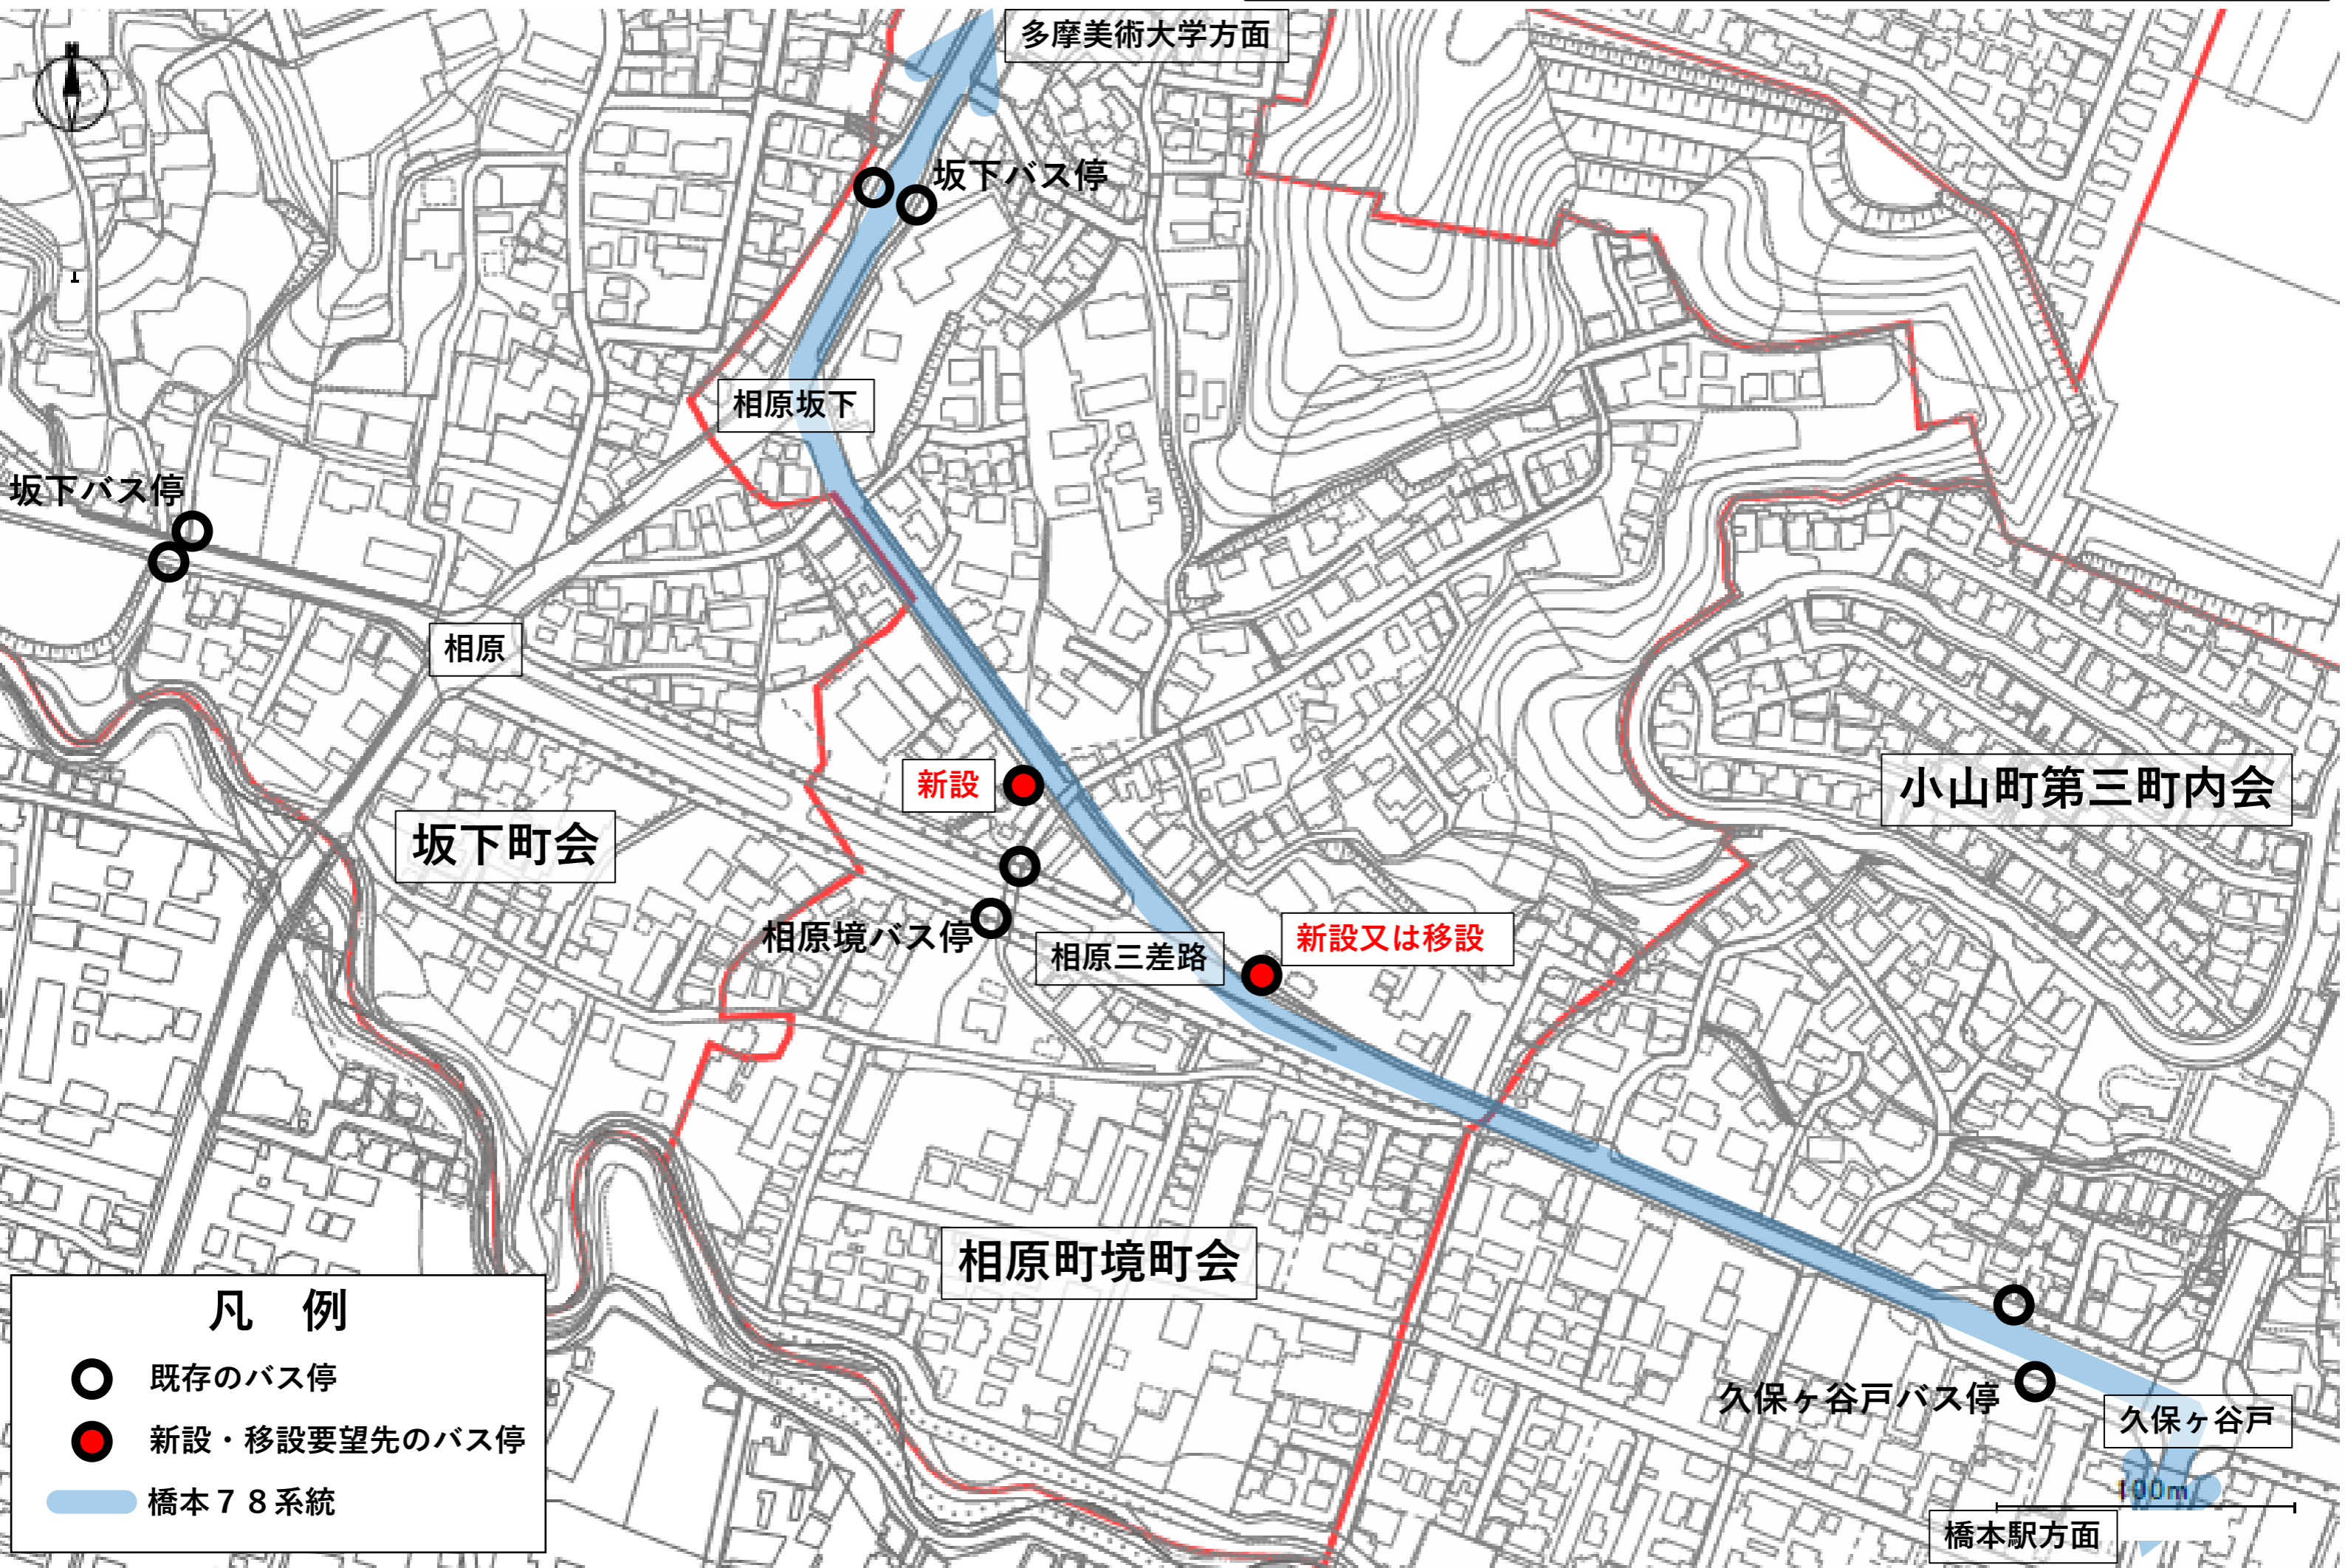 多摩美術大学方面
N
坂下バス停
相原坂下
坂下バス停
相原
新設
小山町第三町内会
坂下町会
相原境バス停
新設又は移設
相原三差路
相原町境町会
凡 例
既存のバス停
新設・移設要望先のバス停
橋本７８系統
久保ヶ谷戸バス停
久保ヶ谷戸
100m
橋本駅方面